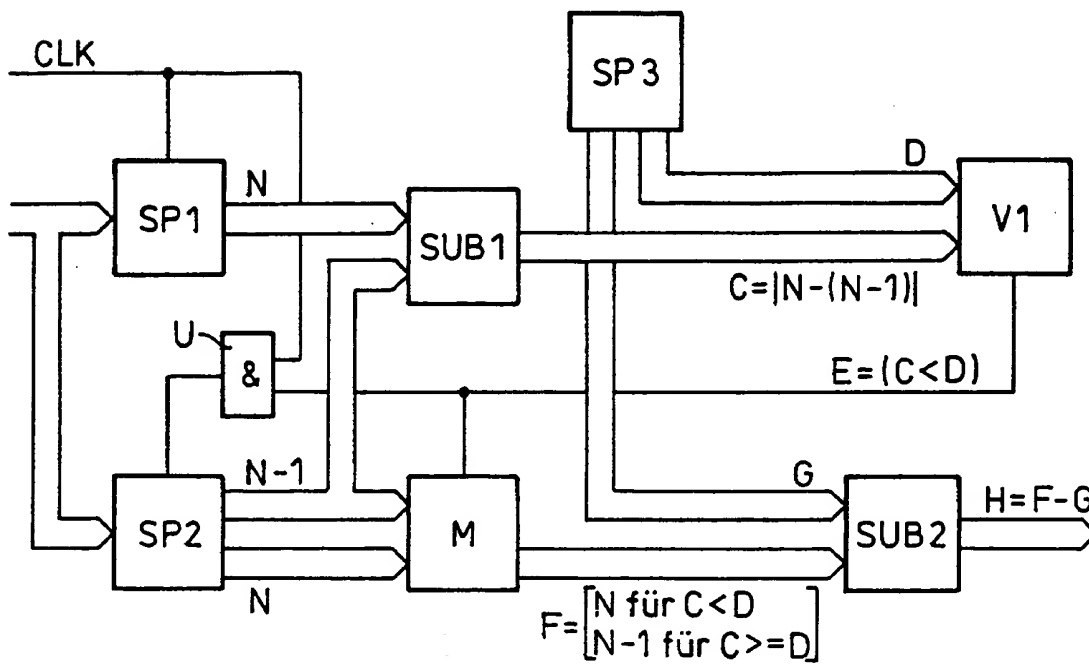 CLK
SP3
D
SP1
N
SUB1
V1
C=|N-(N-1)|
U
&
E=(C<D)
N-1
G
SP2
M
SUB2
H=F-G
N
F=[N für C<D
N-1 für C>=D]